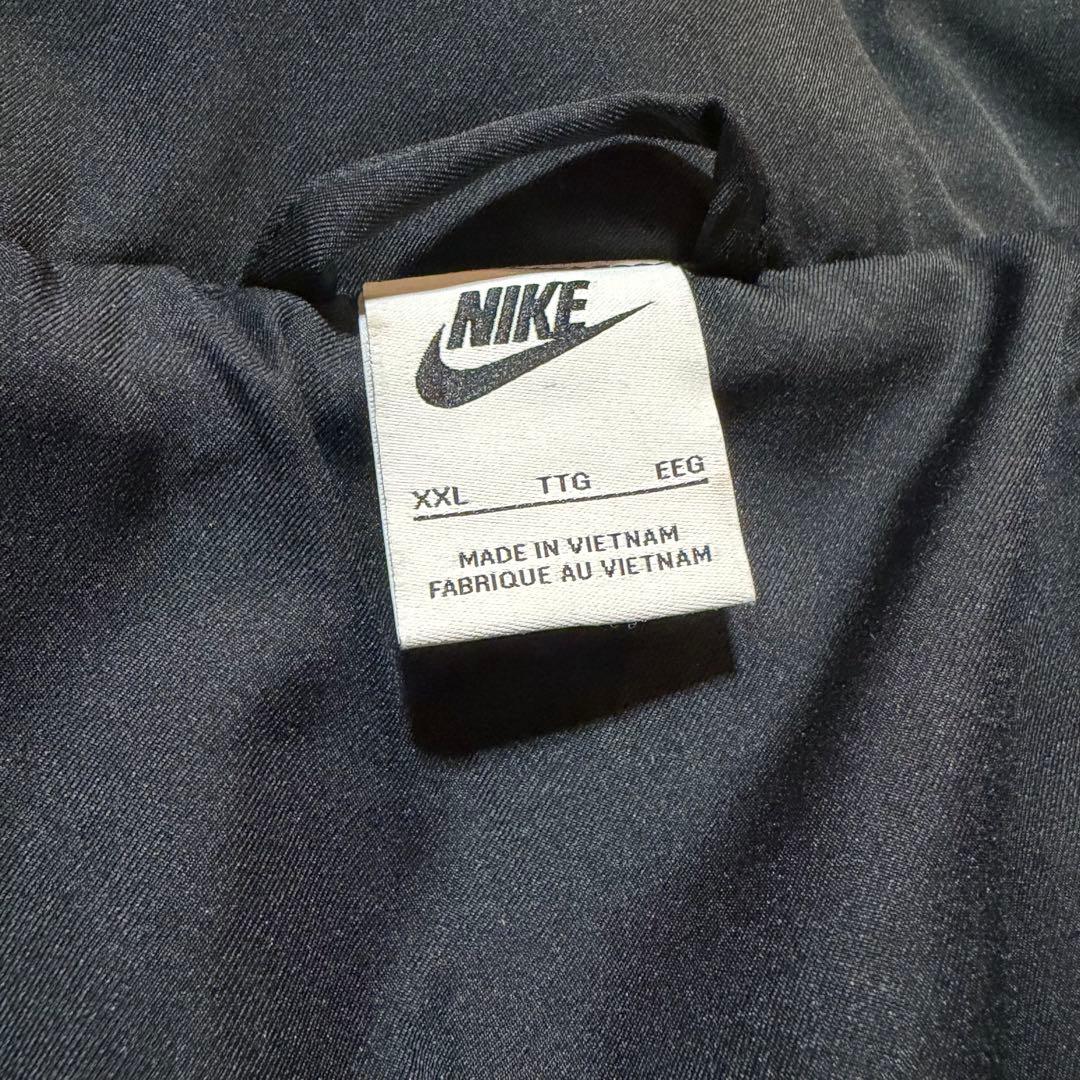 NIKE
XXL TTG EEG
MADE IN VIETNAM
FABRIQUE AU VIETNAM